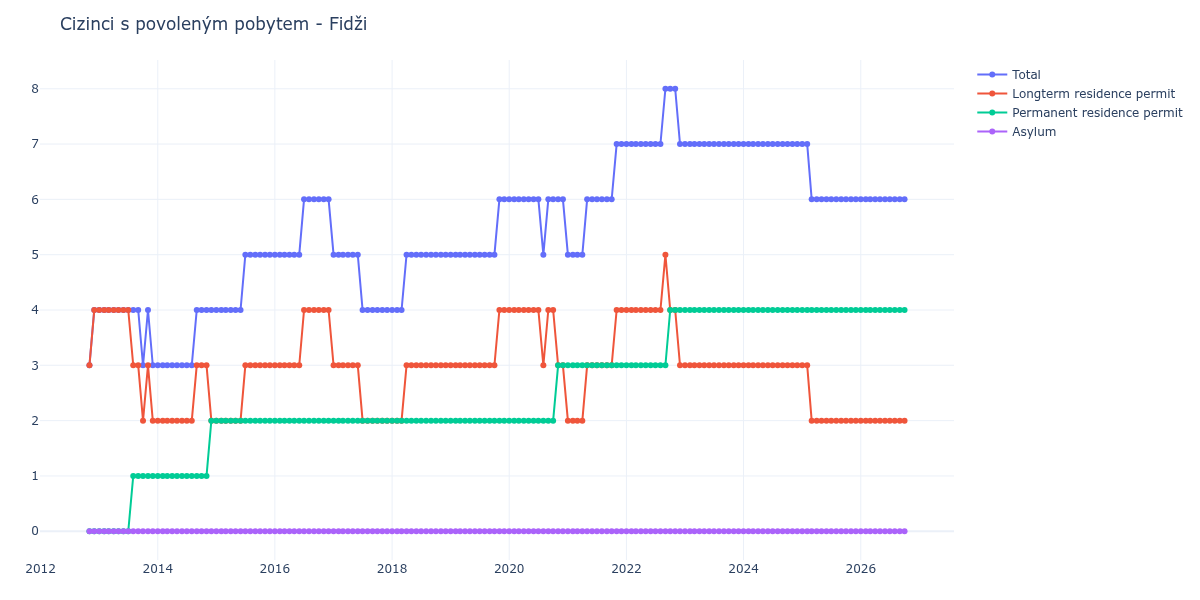 Cizinci s povoleným pobytem - Fidži
Total
Longterm residence permit
Permanent residence permit
Asylum
8
7
6
5
4
3
2
1
0
2012 2014 2016 2018 2020 2022 2024 2026